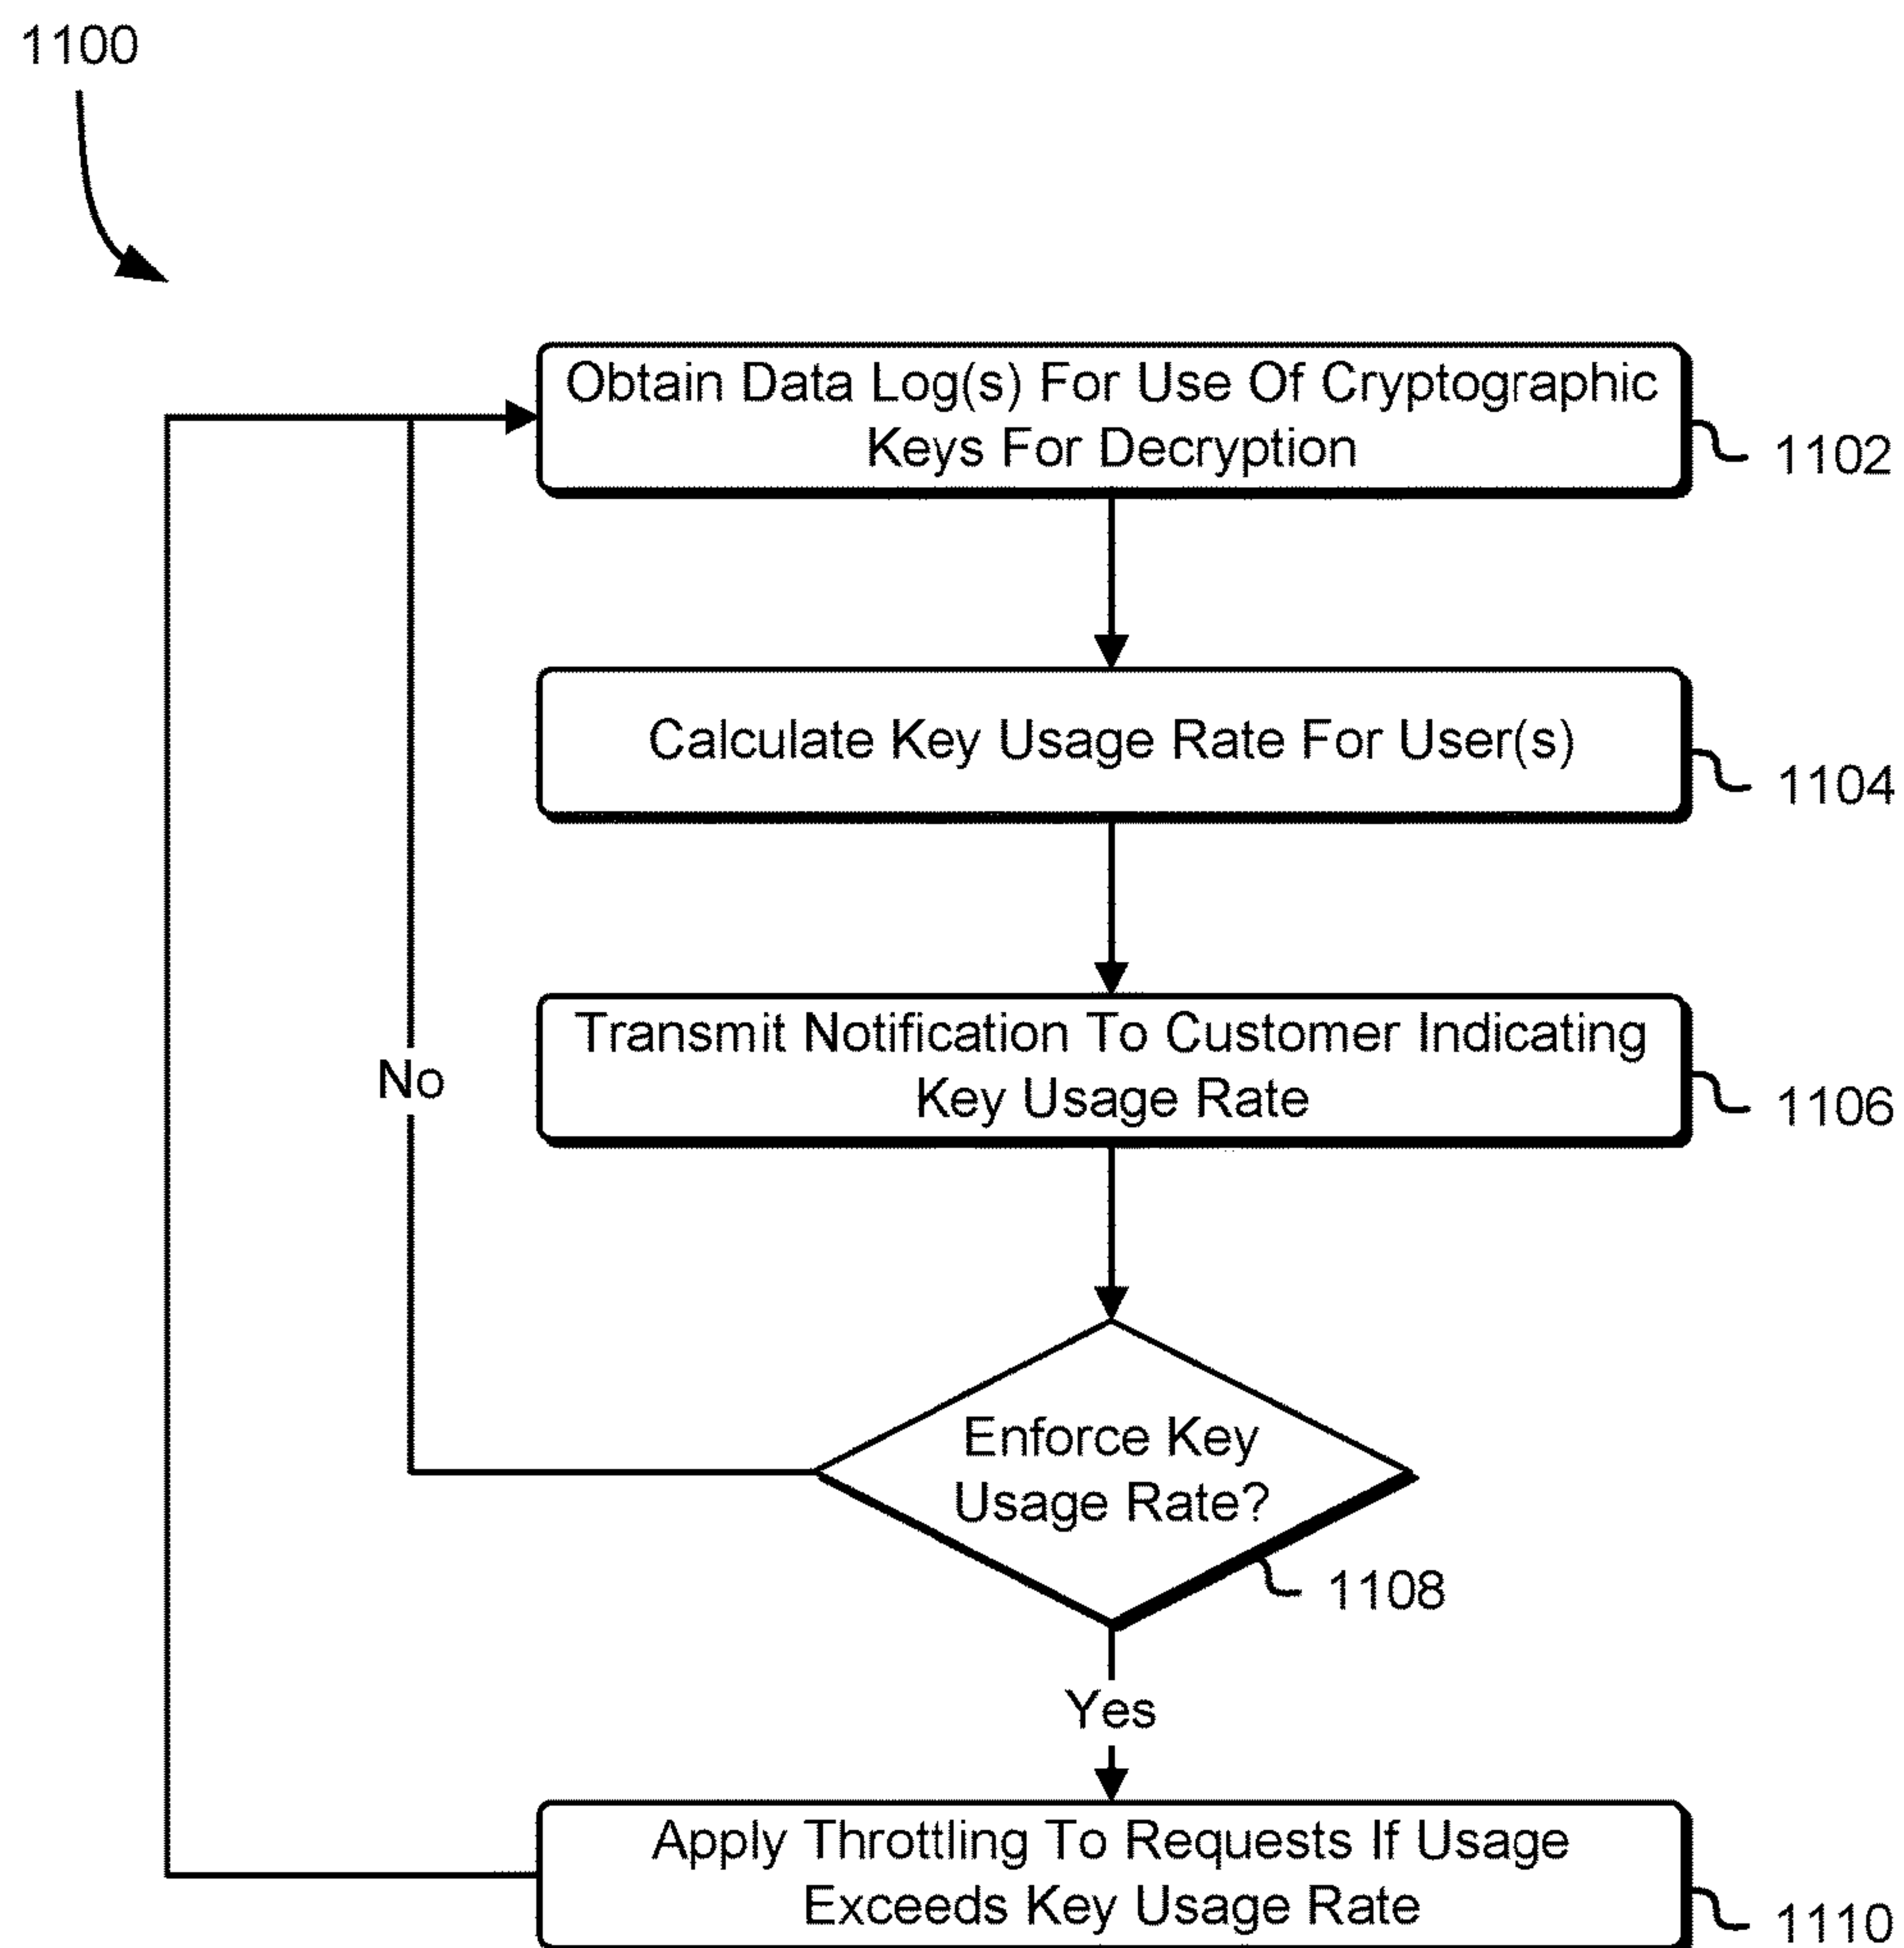 1100
Obtain Data Log(s) For Use Of Cryptographic
Keys For Decryption
1102
Calculate Key Usage Rate For User(s)
1104
Transmit Notification To Customer Indicating
Key Usage Rate
1106
No
Enforce Key
Usage Rate?
1108
Yes
Apply Throttling To Requests If Usage
Exceeds Key Usage Rate
1110